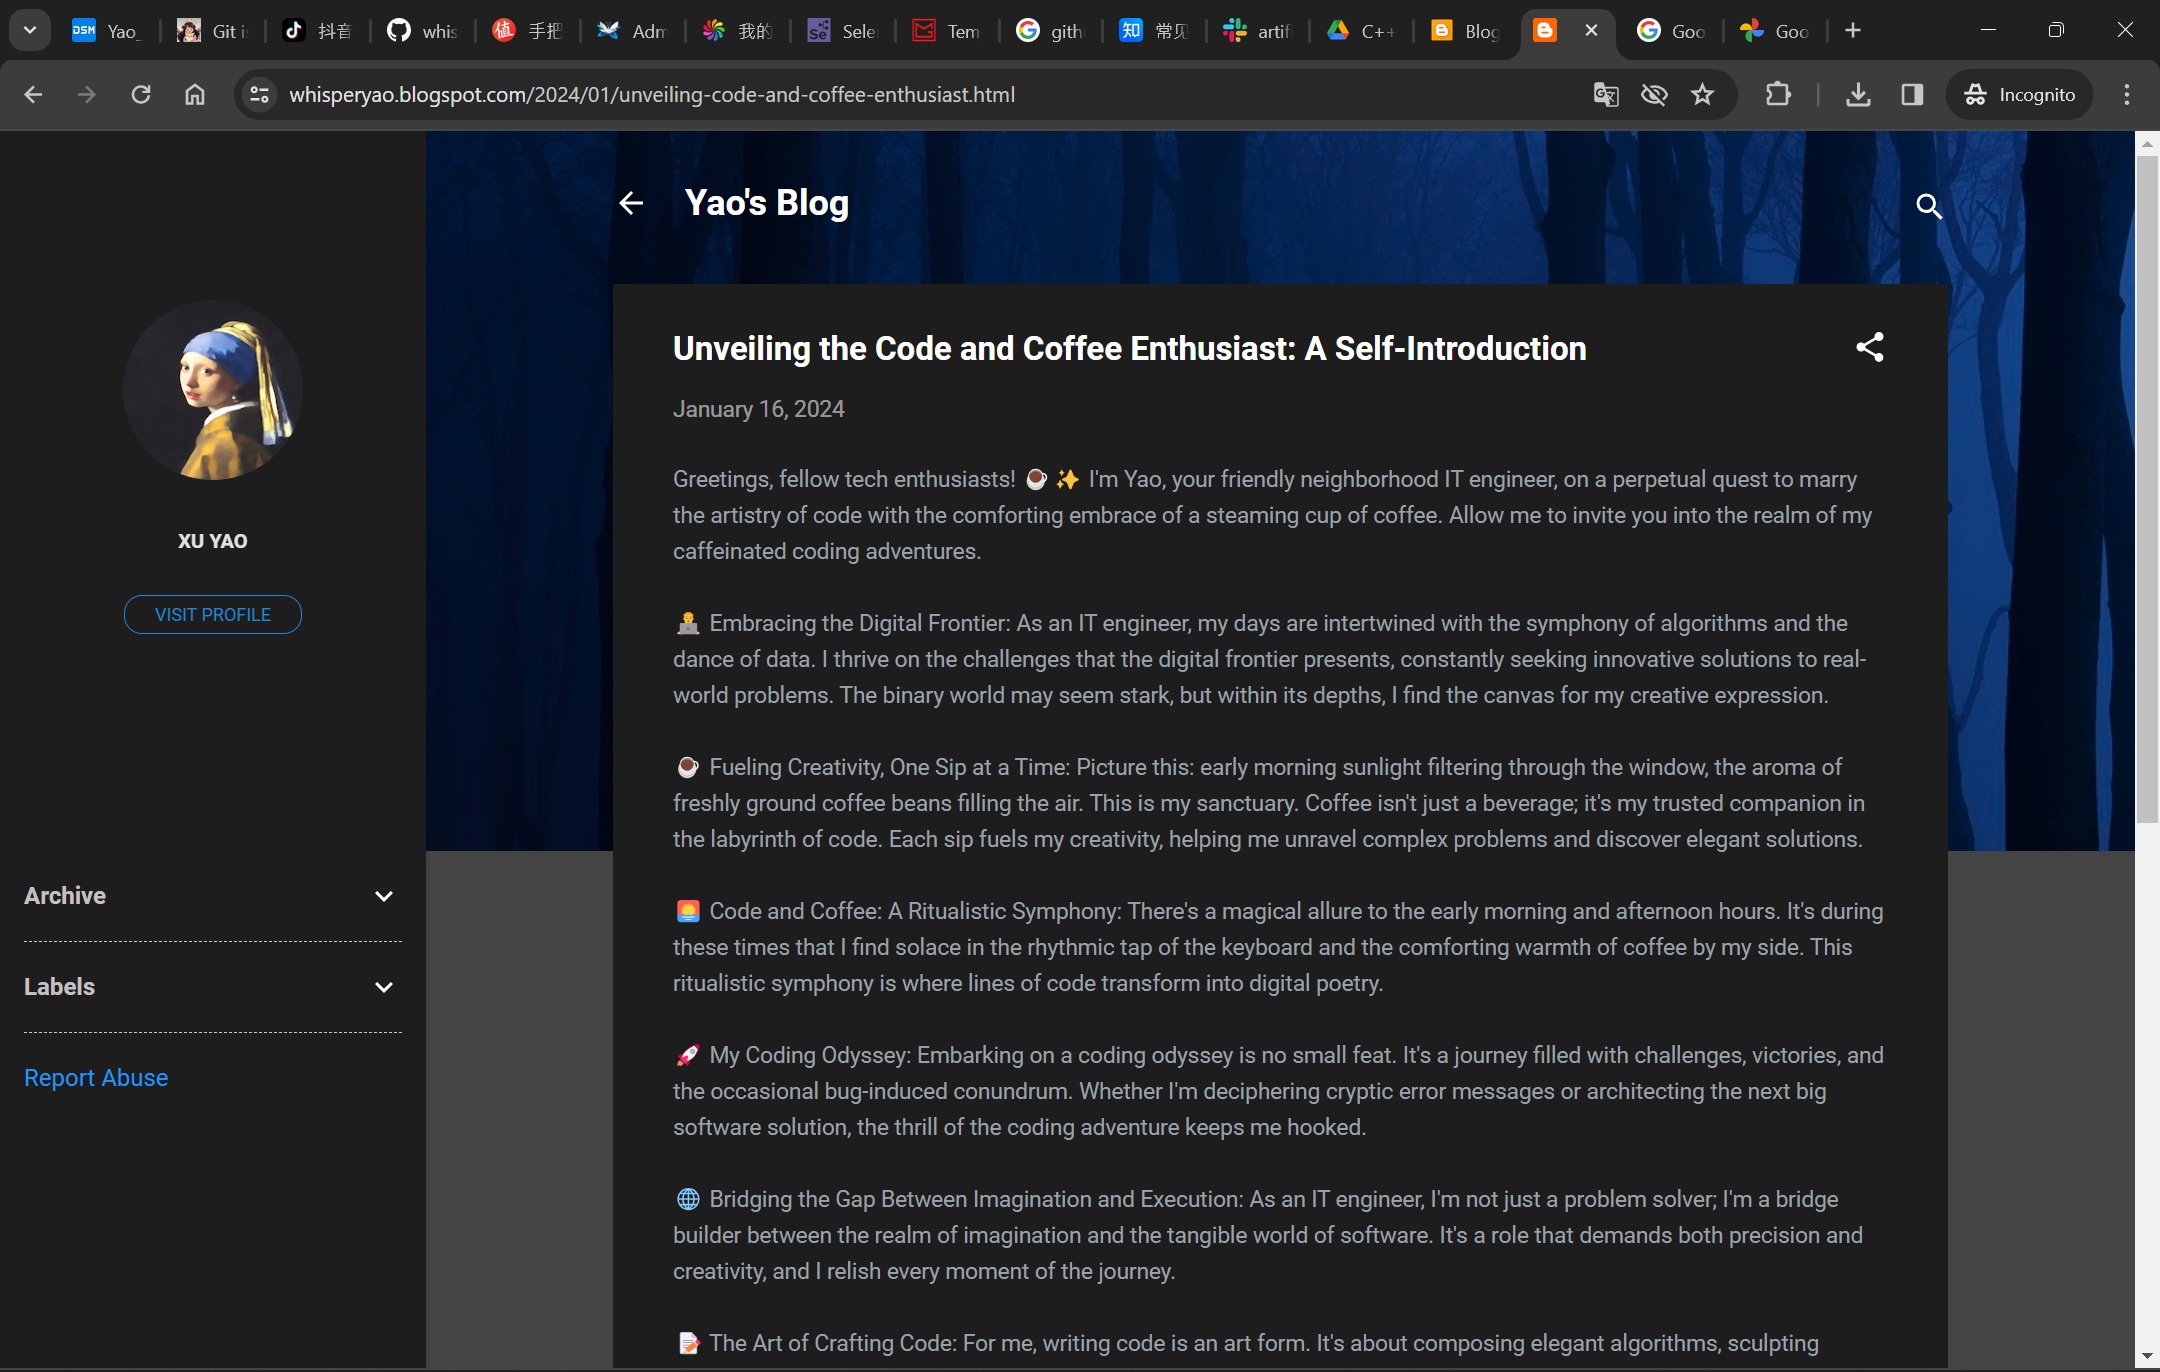 Yao_
Git i
抖音
whis
手把
Adm
我的
Sele
Tem
gith
常见
artifi
C++
Blog
Goo
Goo
whisperyao.blogspot.com/2024/01/unveiling-code-and-coffee-enthusiast.html
Incognito
Yao's Blog
XU YAO
VISIT PROFILE
Archive
Labels
Report Abuse
Unveiling the Code and Coffee Enthusiast: A Self-Introduction
January 16, 2024
Greetings, fellow tech enthusiasts! ☕ ✨ I'm Yao, your friendly neighborhood IT engineer, on a perpetual quest to marry
the artistry of code with the comforting embrace of a steaming cup of coffee. Allow me to invite you into the realm of my
caffeinated coding adventures.
👨‍💻 Embracing the Digital Frontier: As an IT engineer, my days are intertwined with the symphony of algorithms and the
dance of data. I thrive on the challenges that the digital frontier presents, constantly seeking innovative solutions to real-
world problems. The binary world may seem stark, but within its depths, I find the canvas for my creative expression.
☕ Fueling Creativity, One Sip at a Time: Picture this: early morning sunlight filtering through the window, the aroma of
freshly ground coffee beans filling the air. This is my sanctuary. Coffee isn't just a beverage; it's my trusted companion in
the labyrinth of code. Each sip fuels my creativity, helping me unravel complex problems and discover elegant solutions.
🌅 Code and Coffee: A Ritualistic Symphony: There's a magical allure to the early morning and afternoon hours. It's during
these times that I find solace in the rhythmic tap of the keyboard and the comforting warmth of coffee by my side. This
ritualistic symphony is where lines of code transform into digital poetry.
🚀 My Coding Odyssey: Embarking on a coding odyssey is no small feat. It's a journey filled with challenges, victories, and
the occasional bug-induced conundrum. Whether I'm deciphering cryptic error messages or architecting the next big
software solution, the thrill of the coding adventure keeps me hooked.
🌐 Bridging the Gap Between Imagination and Execution: As an IT engineer, I'm not just a problem solver; I'm a bridge
builder between the realm of imagination and the tangible world of software. It's a role that demands both precision and
creativity, and I relish every moment of the journey.
📝 The Art of Crafting Code: For me, writing code is an art form. It's about composing elegant algorithms, sculpting